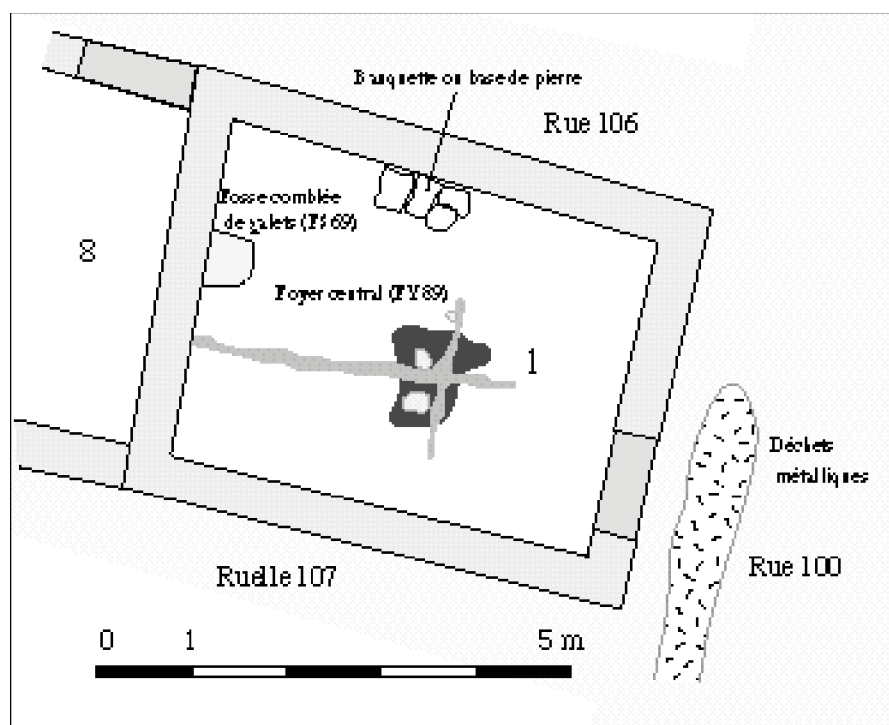 Banquette ou base de pierre
Rue 106
Fosse comblée
de galets (FS 69)
8
Foyer central (FY 89)
1
Déchets
métalliques
Rue 100
Ruelle 107
0 1 5 m